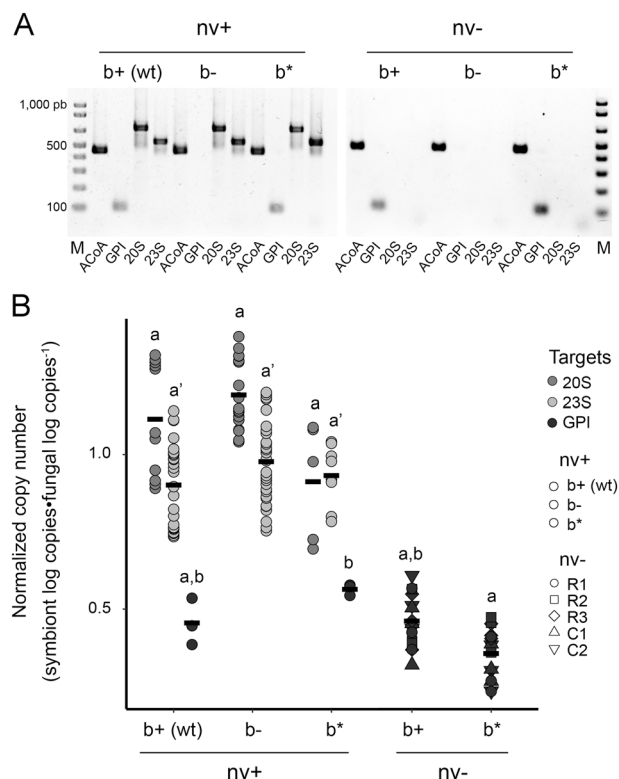 A
nv+ nv-
b+ (wt) b- b* b+ b- b*
1,000 pb
500
100
M ACoA GPI 20S 23S ACoA GPI 20S 23S ACoA GPI 20S 23S ACoA GPI 20S 23S ACoA GPI 20S 23S ACoA GPI 20S 23S M
B
Normalized copy number
(symbiont log copies•fungal log copies⁻¹)
1.0
0.5
a a' a,b a a' a a' b a,b a
b+ (wt) b- b* b+ b*
nv+ nv-
Targets
20S
23S
GPI
nv+
b+ (wt)
b-
b*
nv-
R1
R2
R3
C1
C2